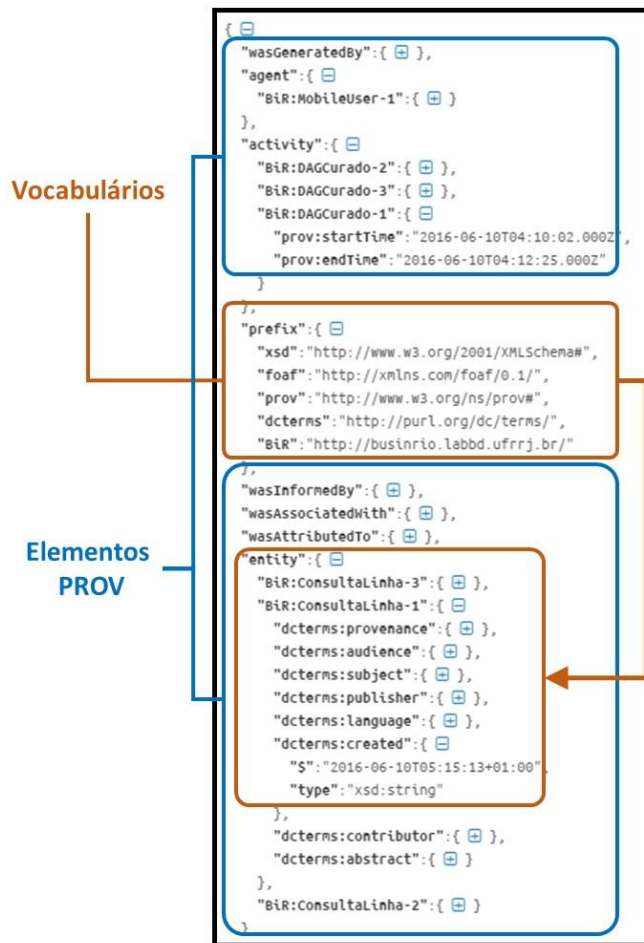 {
"wasGeneratedBy":{ },
"agent":{
"BiR:MobileUser-1":{ }
},
"activity":{
"BiR:DAGCurado-2":{ },
"BiR:DAGCurado-3":{ },
"BiR:DAGCurado-1":{
"prov:startTime":"2016-06-10T04:10:02.000Z",
"prov:endTime":"2016-06-10T04:12:25.000Z"
}
},
Vocabulários
"prefix":{
"xsd":"http://www.w3.org/2001/XMLSchema#",
"foaf":"http://xmlns.com/foaf/0.1/",
"prov":"http://www.w3.org/ns/prov#",
"dcterms":"http://purl.org/dc/terms/",
"BiR":"http://businrio.labbd.ufrrj.br/"
},
"wasInformedBy":{ },
"wasAssociatedWith":{ },
"wasAttributedTo":{ },
Elementos
PROV
"entity":{
"BiR:ConsultaLinha-3":{ },
"BiR:ConsultaLinha-1":{
"dcterms:provenance":{ },
"dcterms:audience":{ },
"dcterms:subject":{ },
"dcterms:publisher":{ },
"dcterms:language":{ },
"dcterms:created":{
"$":"2016-06-10T05:15:13+01:00",
"type":"xsd:string"
},
"dcterms:contributor":{ },
"dcterms:abstract":{ }
},
"BiR:ConsultaLinha-2":{ }
}